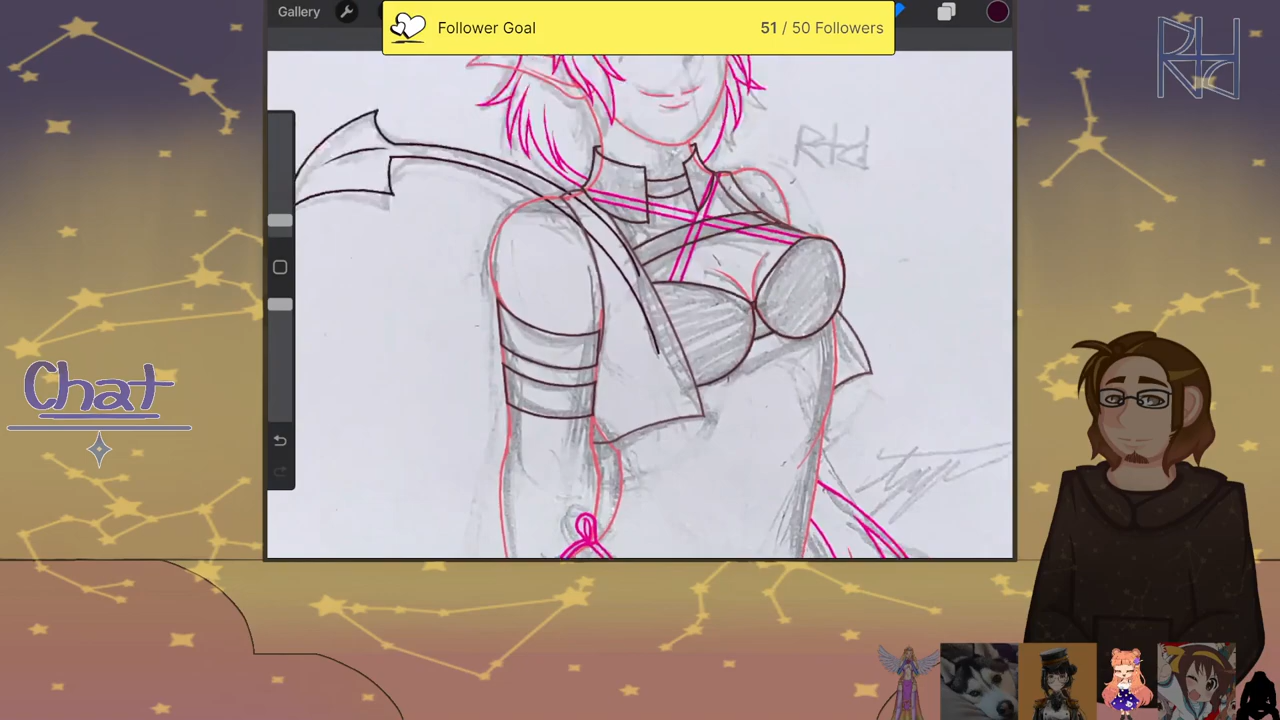 Gallery
Follower Goal
51 / 50 Followers
Rtd
Chat